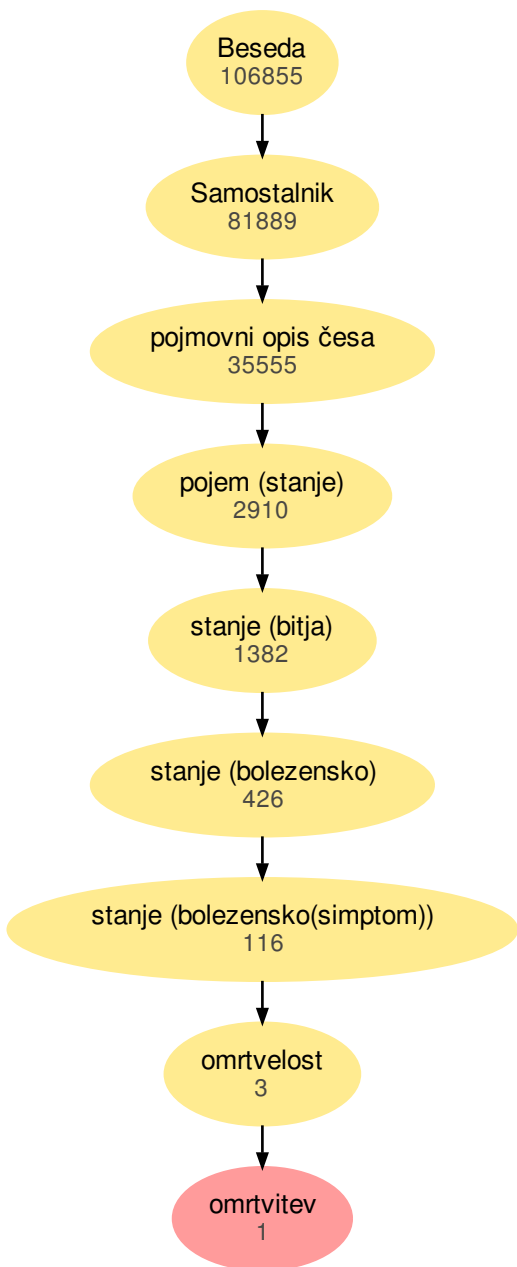 Beseda
106855
Samostalnik
81889
pojmovni opis česa
35555
pojem (stanje)
2910
stanje (bitja)
1382
stanje (bolezensko)
426
stanje (bolezensko(simptom))
116
omrtvelost
3
omrtvitev
1